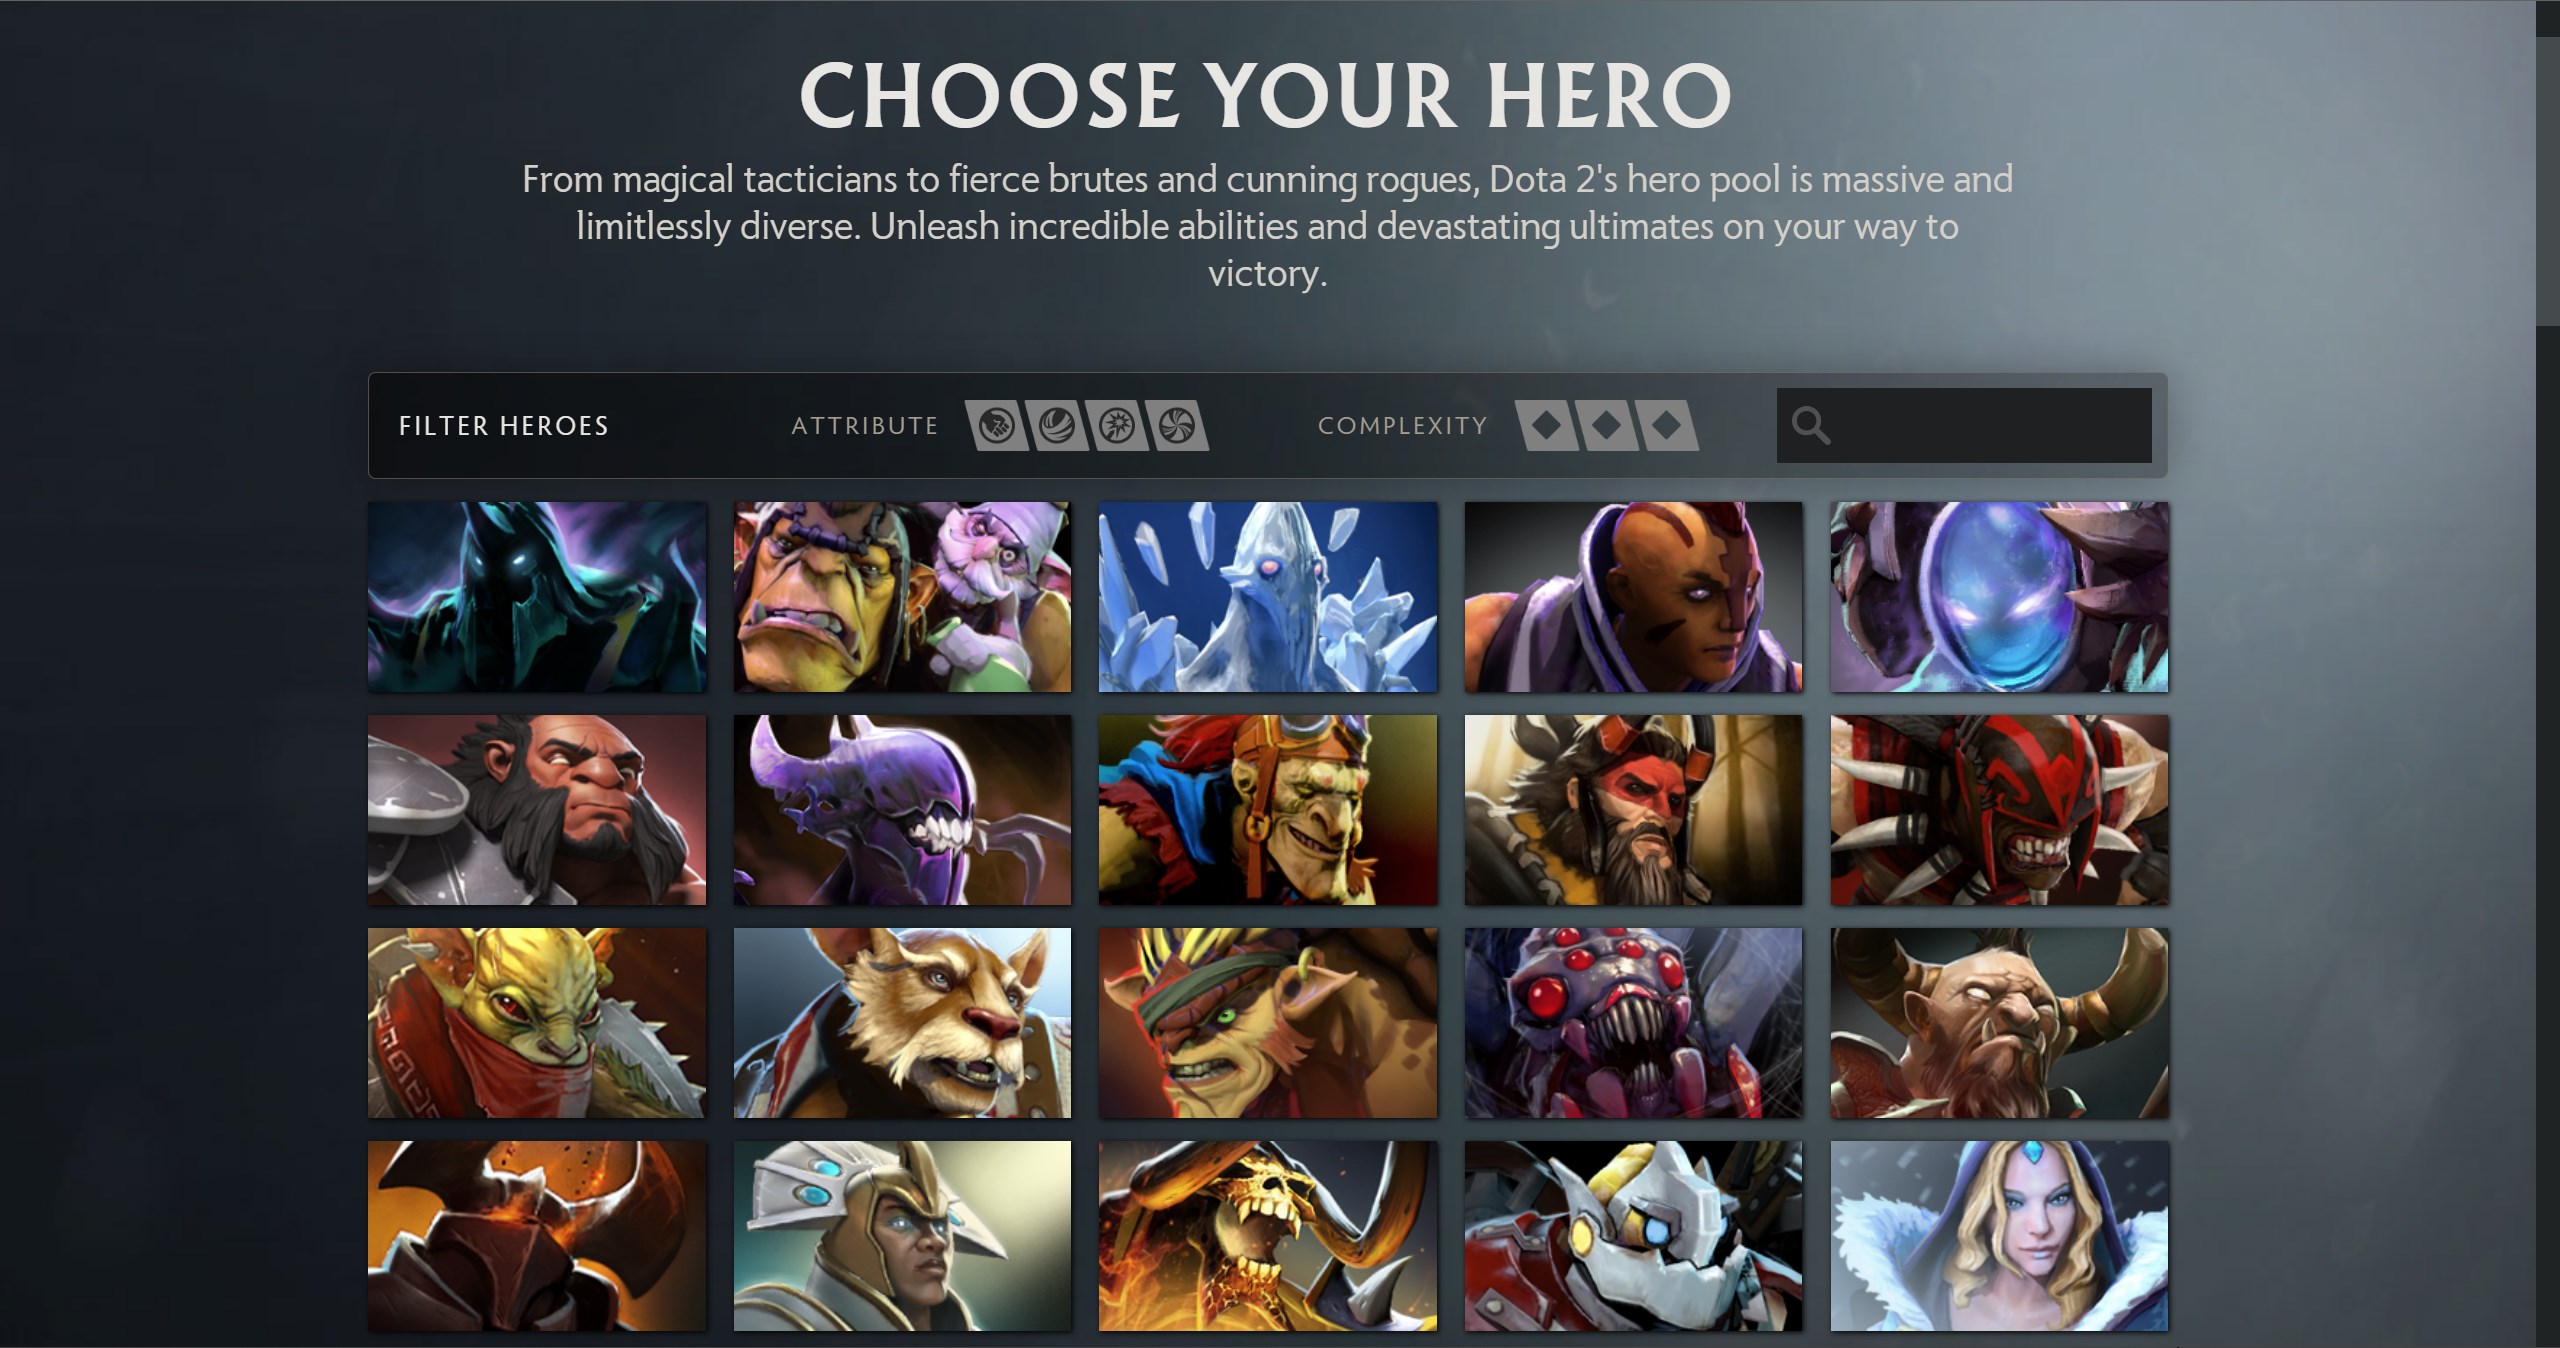 CHOOSE YOUR HERO
From magical tacticians to fierce brutes and cunning rogues, Dota 2's hero pool is massive and
limitlessly diverse. Unleash incredible abilities and devastating ultimates on your way to
victory.
FILTER HEROES
ATTRIBUTE
COMPLEXITY